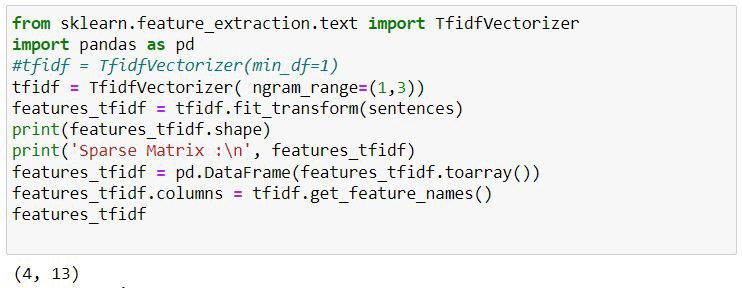 from sklearn.feature_extraction.text import TfidfVectorizer
import pandas as pd
#tfidf = TfidfVectorizer(min_df=1)
tfidf = TfidfVectorizer( ngram_range=(1,3))
features_tfidf = tfidf.fit_transform(sentences)
print(features_tfidf.shape)
print('Sparse Matrix :\n', features_tfidf)
features_tfidf = pd.DataFrame(features_tfidf.toarray())
features_tfidf.columns = tfidf.get_feature_names()
features_tfidf
(4, 13)